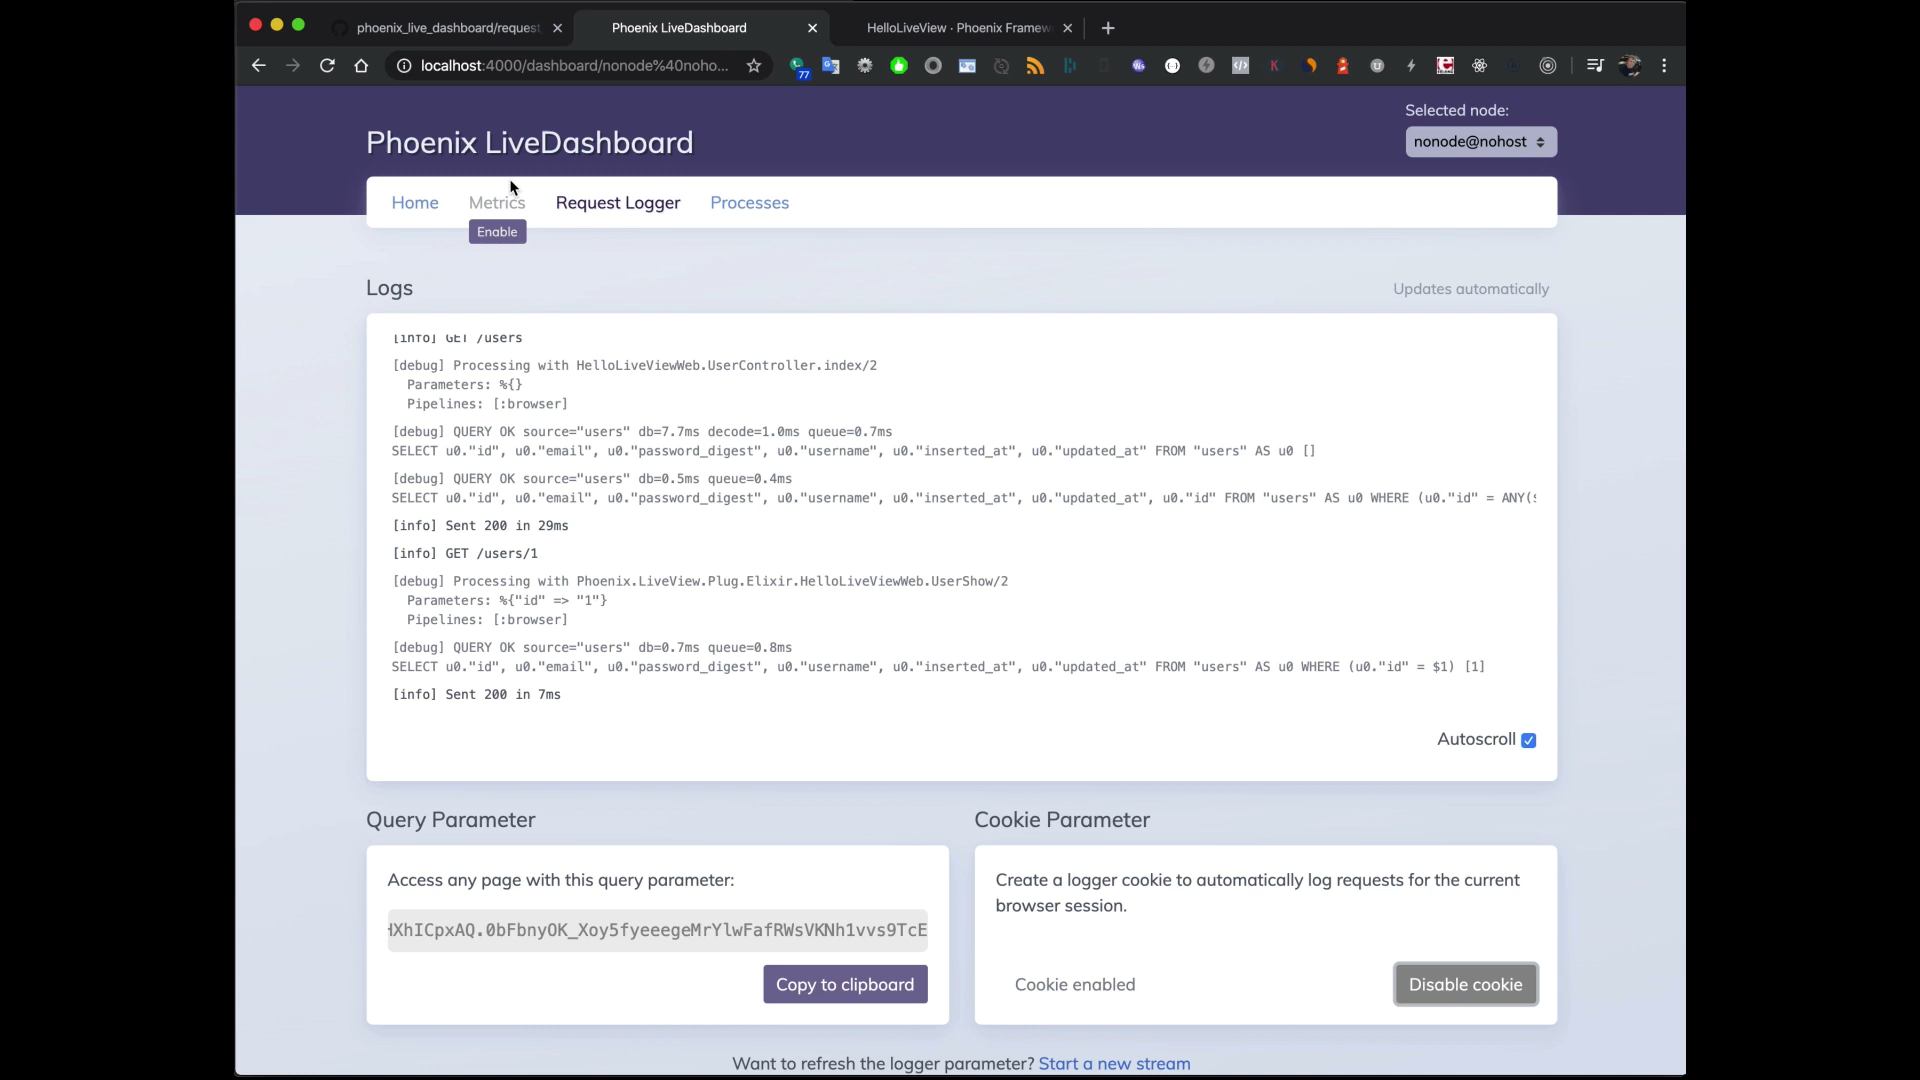 phoenix_live_dashboard/request
Phoenix LiveDashboard
HelloLiveView · Phoenix Framew
localhost:4000/dashboard/nonode%40noho...
77
Selected node:
nonode@nohost
Phoenix LiveDashboard
Home
Metrics
Request Logger
Processes
Enable
Logs
Updates automatically
[info] GET /users
[debug] Processing with HelloLiveViewWeb.UserController.index/2
Parameters: %{}
Pipelines: [:browser]
[debug] QUERY OK source="users" db=7.7ms decode=1.0ms queue=0.7ms
SELECT u0."id", u0."email", u0."password_digest", u0."username", u0."inserted_at", u0."updated_at" FROM "users" AS u0 []
[debug] QUERY OK source="users" db=0.5ms queue=0.4ms
SELECT u0."id", u0."email", u0."password_digest", u0."username", u0."inserted_at", u0."updated_at", u0."id" FROM "users" AS u0 WHERE (u0."id" = ANY($
[info] Sent 200 in 29ms
[info] GET /users/1
[debug] Processing with Phoenix.LiveView.Plug.Elixir.HelloLiveViewWeb.UserShow/2
Parameters: %{"id" => "1"}
Pipelines: [:browser]
[debug] QUERY OK source="users" db=0.7ms queue=0.8ms
SELECT u0."id", u0."email", u0."password_digest", u0."username", u0."inserted_at", u0."updated_at" FROM "users" AS u0 WHERE (u0."id" = $1) [1]
[info] Sent 200 in 7ms
Autoscroll
Query Parameter
Cookie Parameter
Access any page with this query parameter:
Create a logger cookie to automatically log requests for the current
browser session.
XhICpxAQ.0bFbnyOK_Xoy5fyeeegeMrYlwFafRWsVKNh1vvs9TcE
Copy to clipboard
Cookie enabled
Disable cookie
Want to refresh the logger parameter? Start a new stream